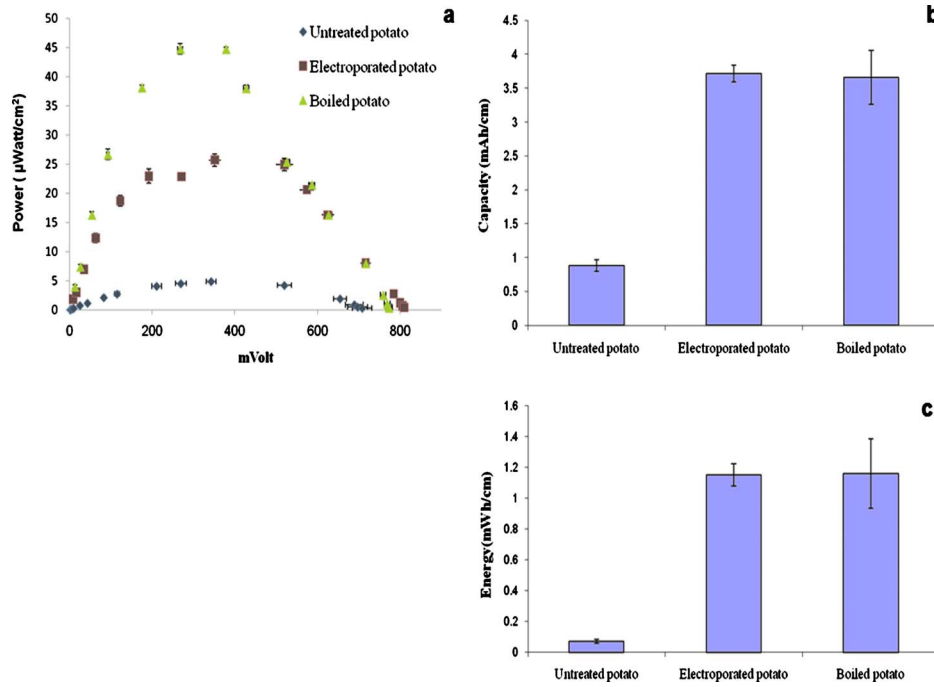 a
50
45
40
35
30
25
20
15
10
5
0
Power ( µWatt/cm²)
0 200 400 600 800
mVolt
Untreated potato
Electroporated potato
Boiled potato
b
4.5
4
3.5
3
2.5
2
1.5
1
0.5
0
Capacity (mAh/cm)
Untreated potato Electroporated potato Boiled potato
c
1.6
1.4
1.2
1
0.8
0.6
0.4
0.2
0
Energy(mWh/cm)
Untreated potato Electroporated potato Boiled potato